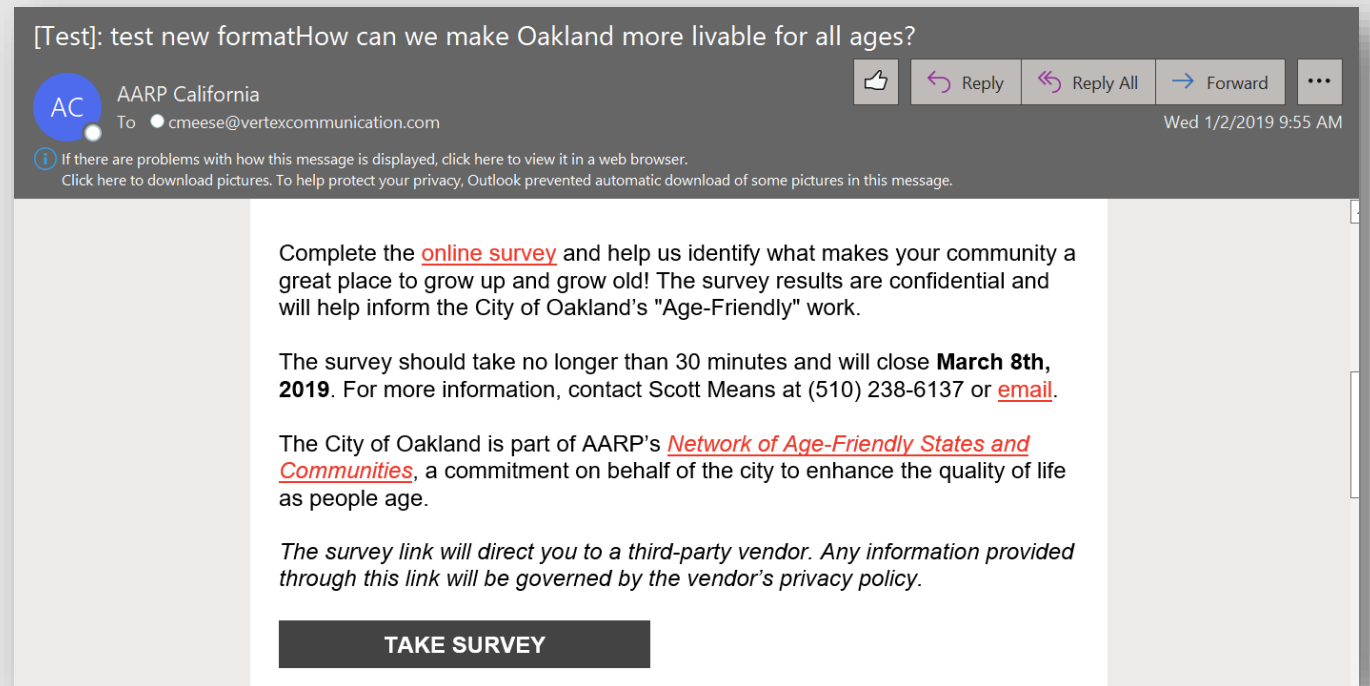 [Test]: test new formatHow can we make Oakland more livable for all ages?
AC
AARP California
To cmeese@vertexcommunication.com
Reply
Reply All
Forward
Wed 1/2/2019 9:55 AM
If there are problems with how this message is displayed, click here to view it in a web browser.
Click here to download pictures. To help protect your privacy, Outlook prevented automatic download of some pictures in this message.
Complete the online survey and help us identify what makes your community a
great place to grow up and grow old! The survey results are confidential and
will help inform the City of Oakland’s "Age-Friendly" work.
The survey should take no longer than 30 minutes and will close March 8th,
2019. For more information, contact Scott Means at (510) 238-6137 or email.
The City of Oakland is part of AARP’s Network of Age-Friendly States and
Communities, a commitment on behalf of the city to enhance the quality of life
as people age.
The survey link will direct you to a third-party vendor. Any information provided
through this link will be governed by the vendor’s privacy policy.
TAKE SURVEY